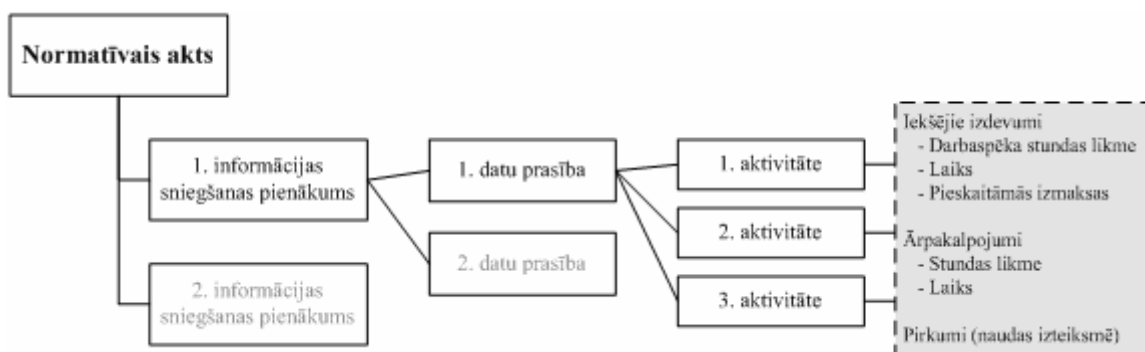 Normatīvais akts
1. informācijas
sniegšanas pienākums
2. informācijas
sniegšanas pienākums
1. datu prasība
2. datu prasība
1. aktivitāte
2. aktivitāte
3. aktivitāte
Iekšējie izdevumi
- Darbaspēka stundas likme
- Laiks
- Pieskaitāmās izmaksas
Ārpakalpojumi
- Stundas likme
- Laiks
Pirkumi (naudas izteiksmē)